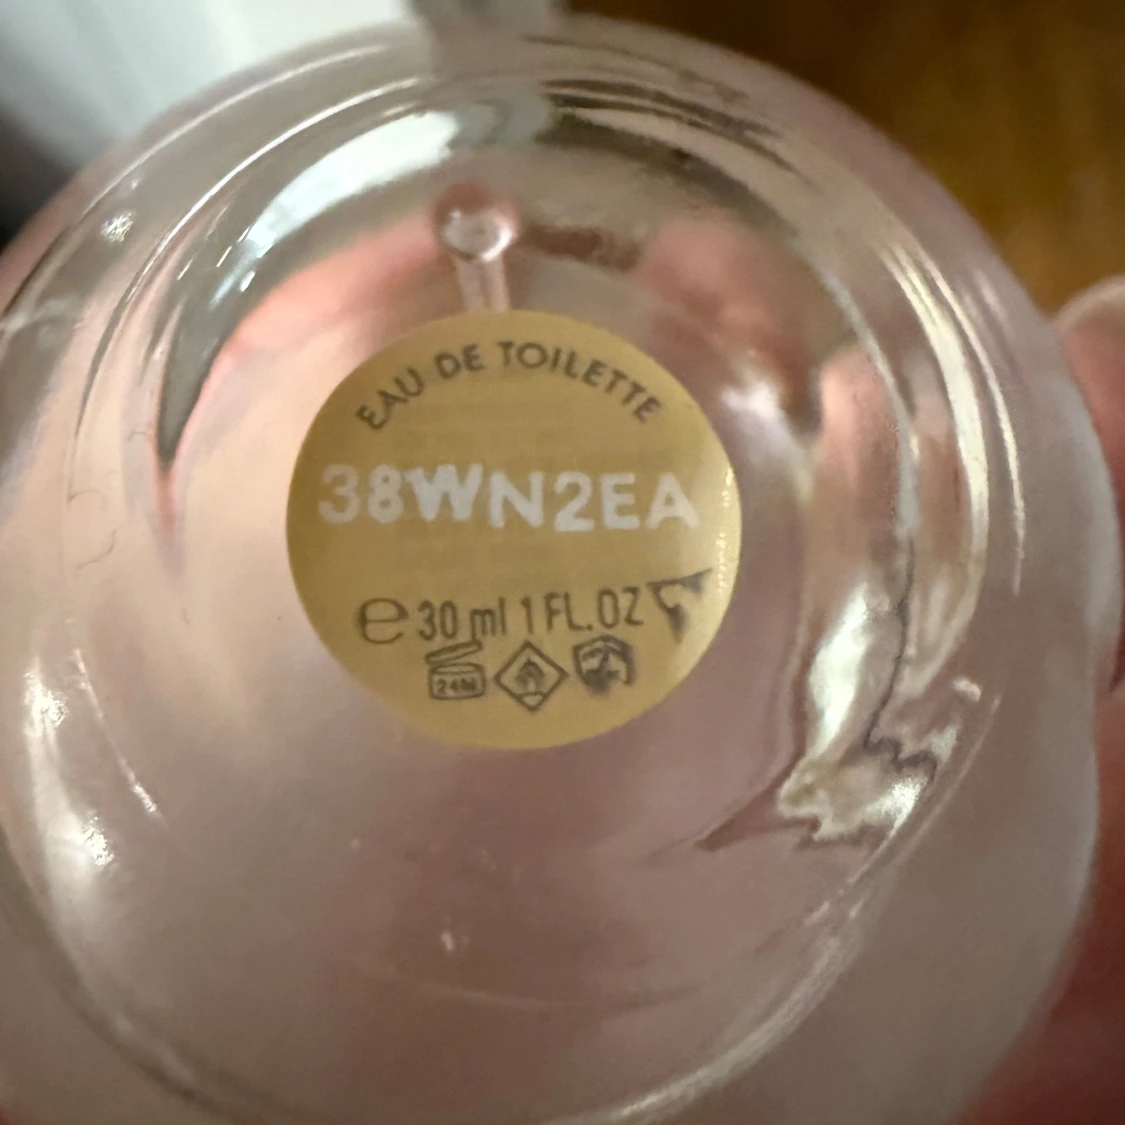 EAU DE TOILETTE
38WN2EA
℮ 30 ml 1 FL.OZ
24M